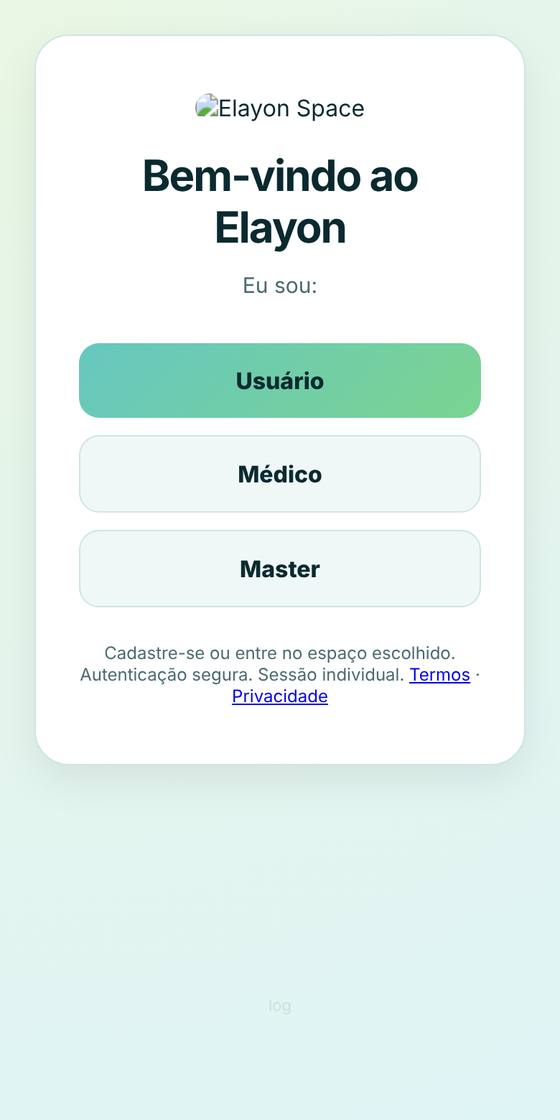 Elayon Space
Bem-vindo ao
Elayon
Eu sou:
Usuário
Médico
Master
Cadastre-se ou entre no espaço escolhido.
Autenticação segura. Sessão individual. Termos ·
Privacidade
log